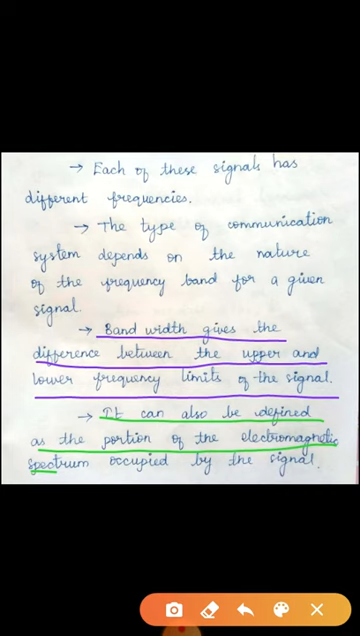 → Each of these signals has
different frequencies.
→ The type of communication
system depends on the nature
of the frequency band for a given
signal.
→ Band width gives the
difference between the upper and
lower frequency limits of the signal.
→ It can also be defined
as the portion of the electromagnetic
spectrum occupied by the signal.